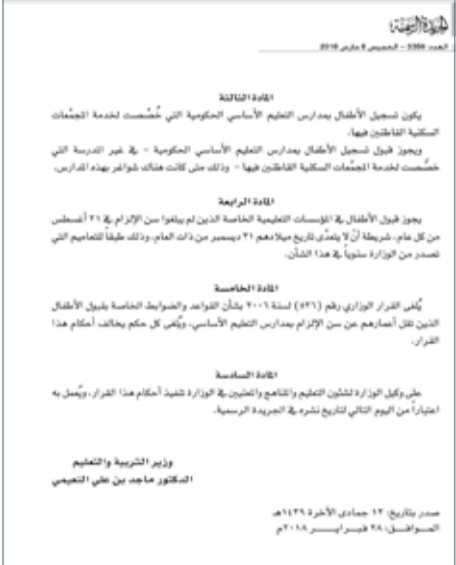 الجريدة الرسمية
العدد: 3356 – الخميس 8 مارس 2018
المادة الثالثة
يكون تسجيل الأطفال بمدارس التعليم الأساسي الحكومية التي خُصِّصت لخدمة المجمَّعات
السكنية القاطنين فيها.
ويجوز قبول تسجيل الأطفال بمدارس التعليم الأساسي الحكومية – في غير المدرسة التي
خصِّصت لخدمة المجمَّعات السكنية القاطنين فيها – وذلك متى كانت هناك شواغر بهذه المدارس.
المادة الرابعة
يجوز قبول الأطفال في المؤسسات التعليمية الخاصة الذين لم يبلغوا سن الإلزام في ٣١ أغسطس
من كل عام، شريطة أنْ لا يتعدَّى تاريخ ميلادهم ٣١ ديسمبر من ذات العام، وذلك طبقاً للتعاميم التي
تصدر من الوزارة سنوياً في هذا الشأن.
المادة الخامسة
يُلغى القرار الوزاري رقم (٥٣٦) لسنة ٢٠٠٦ بشأن القواعد والضوابط الخاصة بقبول الأطفال
الذين تقل أعمارهم عن سن الإلزام بمدارس التعليم الأساسي، ويُلغى كل حكم يخالف أحكام هذا
القرار.
المادة السادسة
على وكيل الوزارة لشئون التعليم والمناهج والمعنيين في الوزارة تنفيذ أحكام هذا القرار، ويُعمل به
اعتباراً من اليوم التالي لتاريخ نشره في الجريدة الرسمية.
وزير التربية والتعليم
الدكتور ماجد بن علي النعيمي
صدر بتاريخ: ١٢ جمادى الآخرة ١٤٣٩هـ
المـــوافـــق: ٢٨ فبـــرايـــــر ٢٠١٨م